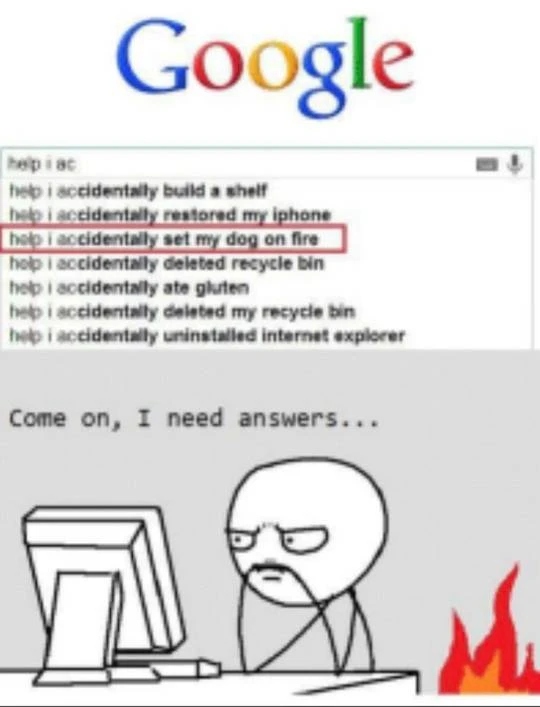 Google
help i ac
help i accidentally build a shelf
help i accidentally restored my iphone
help i accidentally set my dog on fire
help i accidentally deleted recycle bin
help i accidentally ate gluten
help i accidentally deleted my recycle bin
help i accidentally uninstalled internet explorer
Come on, I need answers...